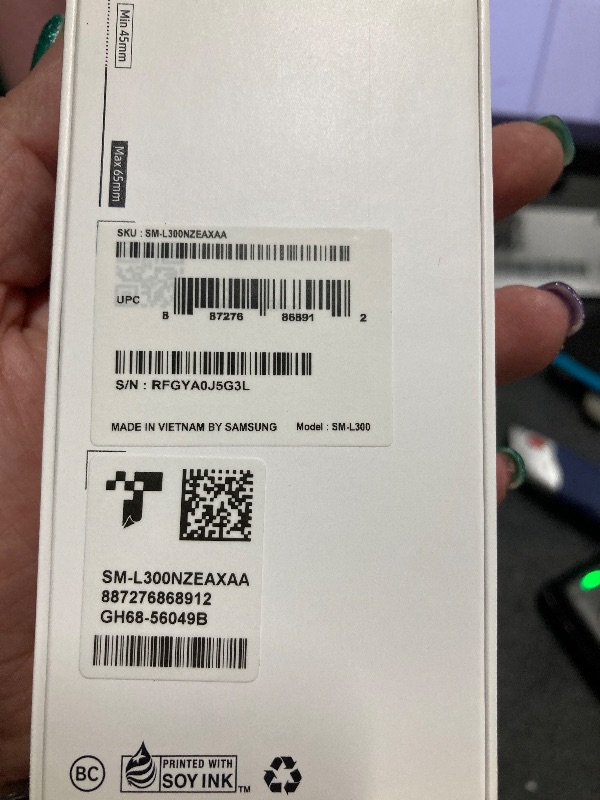 Min 45mm
Max 65mm
SKU : SM-L300NZEAXAA
UPC
8 87276 86891 2
S/N : RFGYA0J5G3L
MADE IN VIETNAM BY SAMSUNG Model : SM-L300
SM-L300NZEAXAA
887276868912
GH68-56049B
BC
PRINTED WITH
SOY INK TM